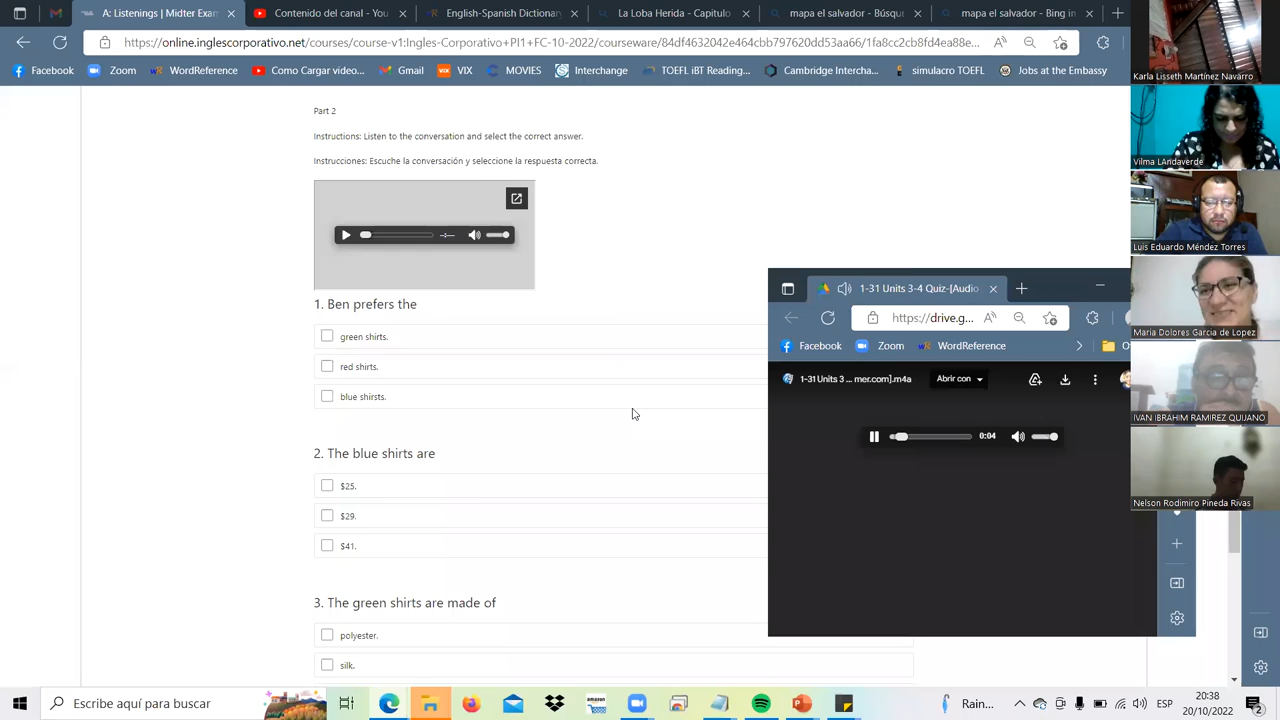 A: Listenings | Midter Exam
Contenido del canal - You
English-Spanish Dictionar
La Loba Herida - Capitulo
mapa el salvador - Búsqu
mapa el salvador - Bing in
https://online.inglescorporativo.net/courses/course-v1:Ingles-Corporativo+PI1+FC-10-2022/courseware/84df4632042e464cbb797620dd53aa66/1fa8cc2cb8fd4ea88e...
Facebook
Zoom
WordReference
Como Cargar video...
Gmail
VIX
MOVIES
Interchange
TOEFL IBT Reading...
Cambridge Intercha...
simulacro TOEFL
Jobs at the Embassy
Part 2
Instructions: Listen to the conversation and select the correct answer.
Instrucciones: Escuche la conversación y seleccione la respuesta correcta.
1. Ben prefers the
green shirts.
red shirts.
blue shirsts.
2. The blue shirts are
$25.
$29.
$41.
3. The green shirts are made of
polyester.
silk.
1-31 Units 3-4 Quiz-[Audio
https://drive.g...
Facebook
Zoom
WordReference
1-31 Units 3 ... mer.com].m4a
Abrir con
0:04
Karla Lisseth Martínez Navarro
Vilma LAndaverde
Luis Eduardo Méndez Torres
Maria Dolores Garcia de Lopez
IVAN IBRAHIM RAMIREZ QUIJANO
Nelson Rodimiro Pineda Rivas
Escribe aquí para buscar
amazon
ESP
20:38
20/10/2022
2